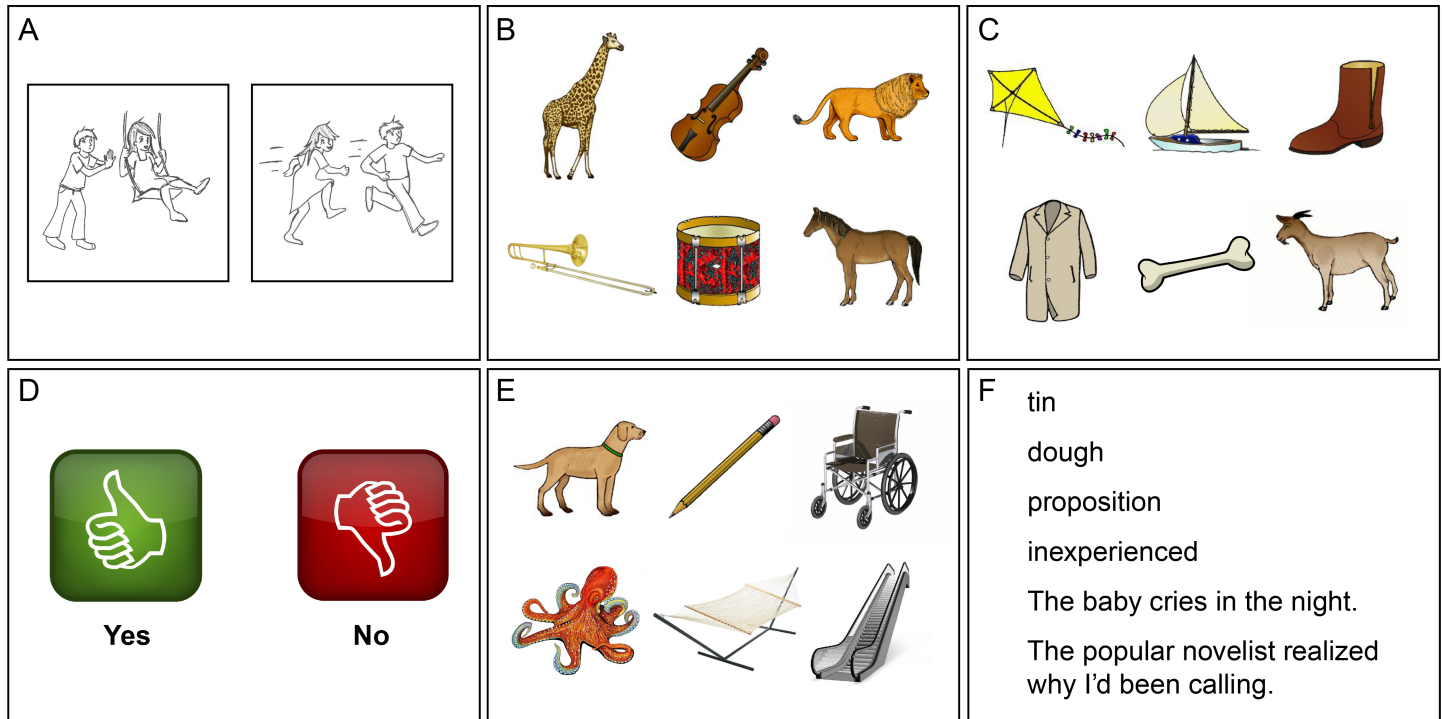 A
B
C
D
Yes
No
E
F
tin
dough
proposition
inexperienced
The baby cries in the night.
The popular novelist realized
why I'd been calling.